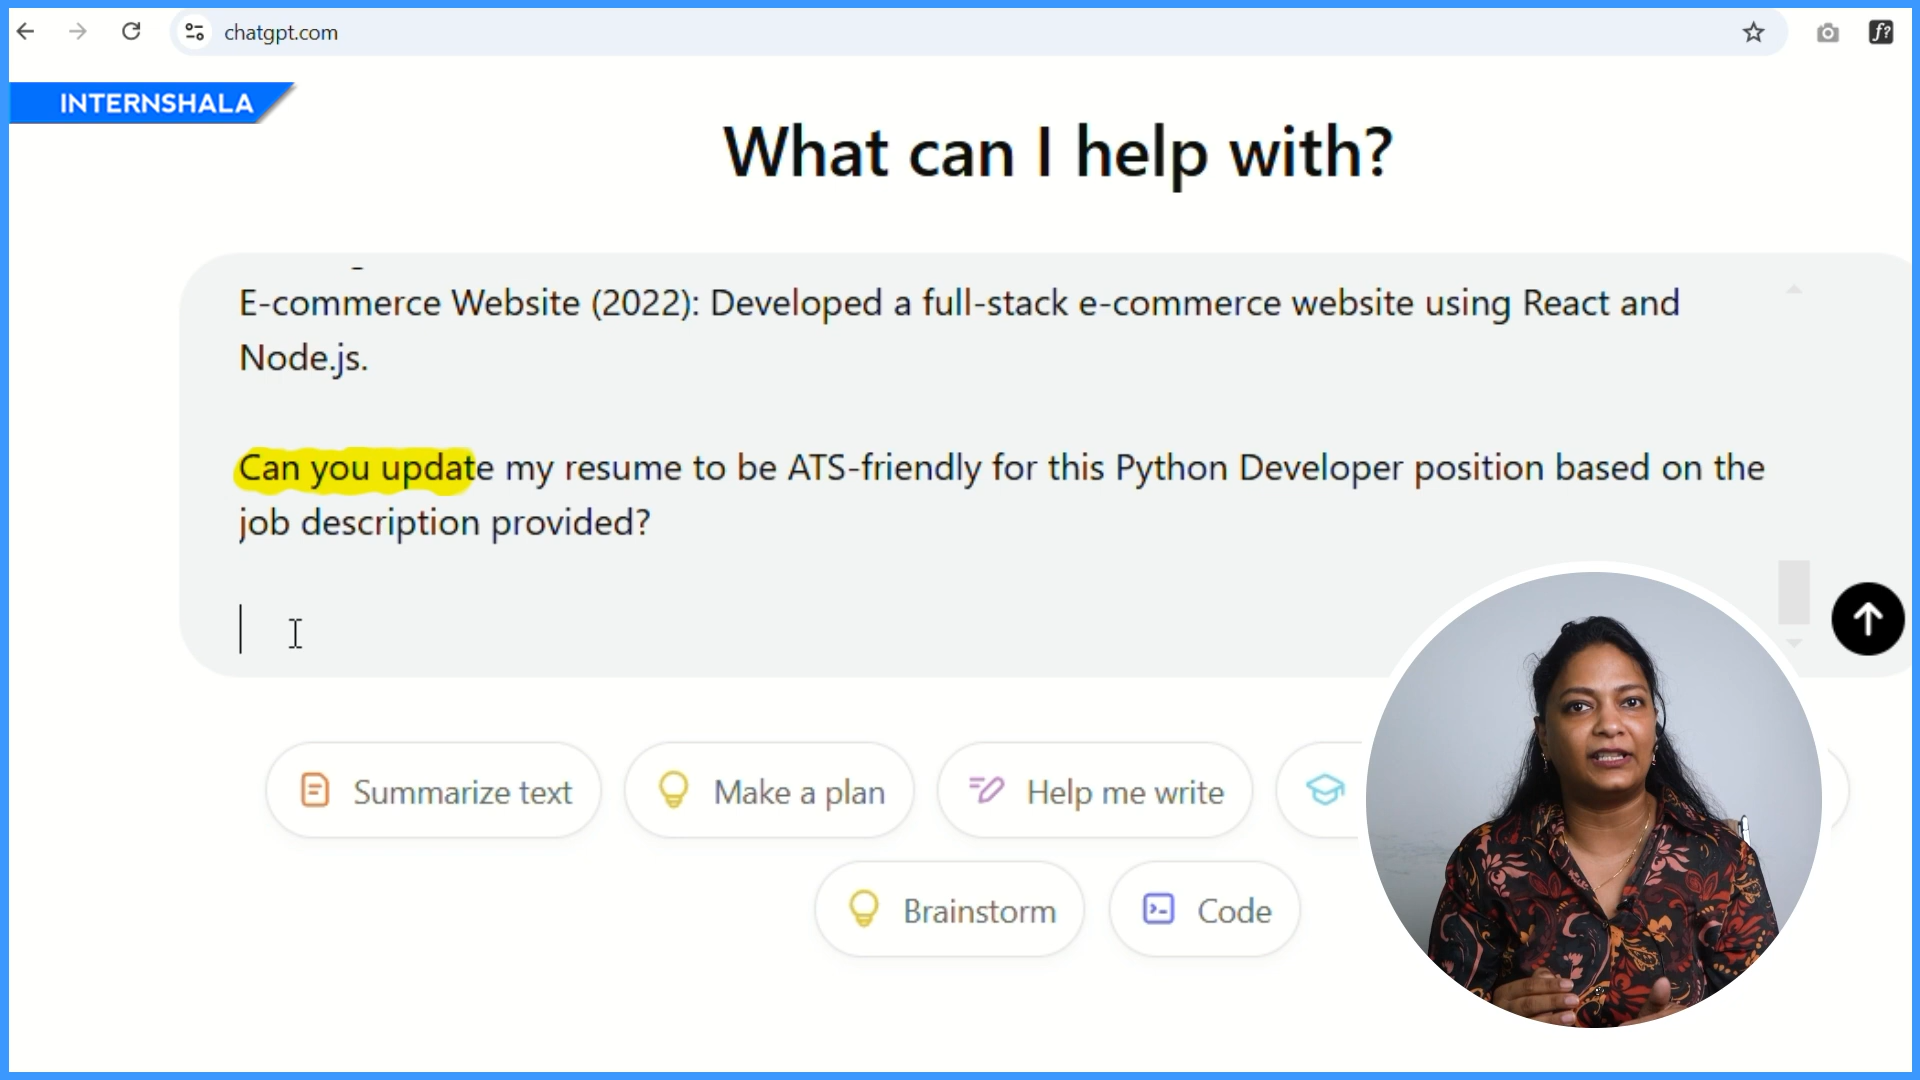 chatgpt.com
f?
INTERNSHALA
What can I help with?
E-commerce Website (2022): Developed a full-stack e-commerce website using React and
Node.js.
Can you update my resume to be ATS-friendly for this Python Developer position based on the
job description provided?
Summarize text
Make a plan
Help me write
Brainstorm
Code